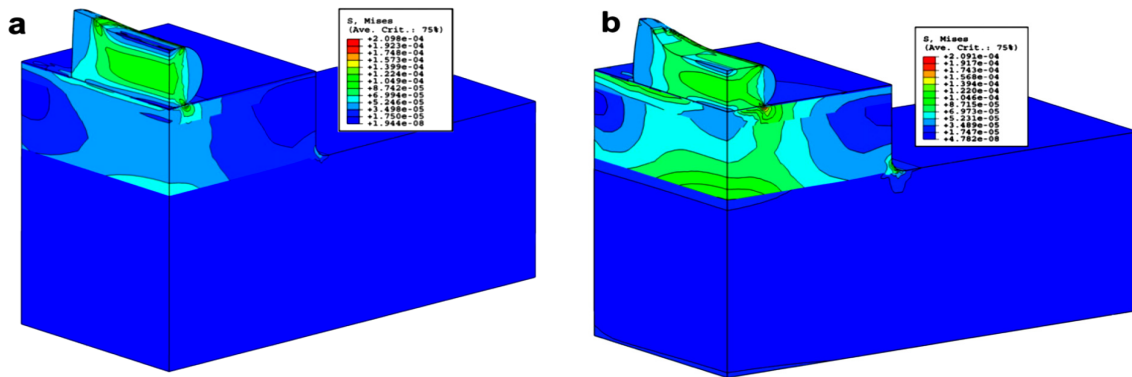 a
S, Mises
(Ave. Crit.: 75%)
+2.098e-04
+1.923e-04
+1.748e-04
+1.573e-04
+1.399e-04
+1.224e-04
+1.049e-04
+8.742e-05
+6.994e-05
+5.246e-05
+3.498e-05
+1.750e-05
+1.944e-08
b
S, Mises
(Ave. Crit.: 75%)
+2.091e-04
+1.917e-04
+1.743e-04
+1.568e-04
+1.394e-04
+1.220e-04
+1.046e-04
+8.715e-05
+6.973e-05
+5.231e-05
+3.489e-05
+1.747e-05
+4.782e-08